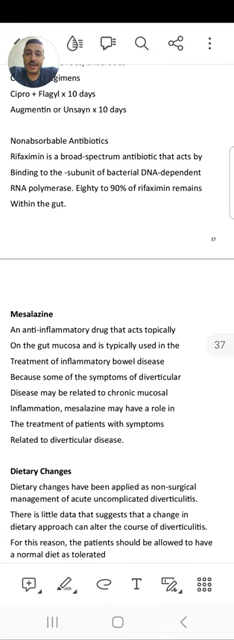 Cipro + Flagyl x 10 days
Augmentin or Unsayn x 10 days
Nonabsorbable Antibiotics
Rifaximin is a broad-spectrum antibiotic that acts by
Binding to the -subunit of bacterial DNA-dependent
RNA polymerase. Eighty to 90% of rifaximin remains
Within the gut.
37
37
Mesalazine
An anti-inflammatory drug that acts topically
On the gut mucosa and is typically used in the
Treatment of inflammatory bowel disease
Because some of the symptoms of diverticular
Disease may be related to chronic mucosal
Inflammation, mesalazine may have a role in
The treatment of patients with symptoms
Related to diverticular disease.
Dietary Changes
Dietary changes have been applied as non-surgical
management of acute uncomplicated diverticulitis.
There is little data that suggests that a change in
dietary approach can alter the course of diverticulitis.
For this reason, the patients should be allowed to have
a normal diet as tolerated
T